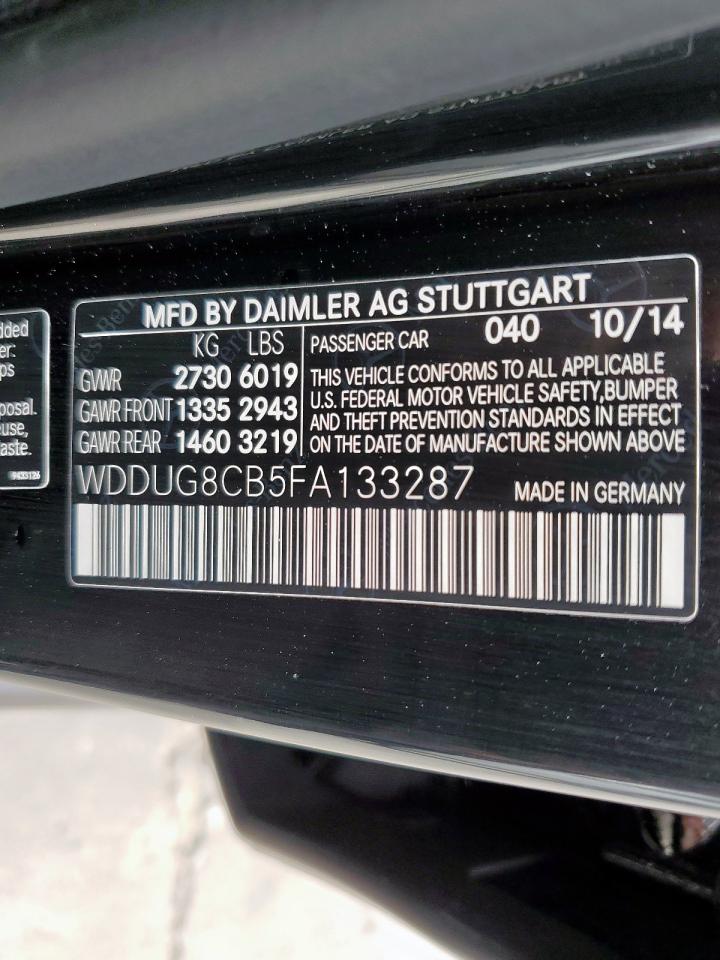 MFD BY DAIMLER AG STUTTGART
KG LBS
GVWR 2730 6019
GAWR FRONT 1335 2943
GAWR REAR 1460 3219
PASSENGER CAR 040 10/14
THIS VEHICLE CONFORMS TO ALL APPLICABLE
U.S. FEDERAL MOTOR VEHICLE SAFETY,BUMPER
AND THEFT PREVENTION STANDARDS IN EFFECT
ON THE DATE OF MANUFACTURE SHOWN ABOVE
WDDUG8CB5FA133287 MADE IN GERMANY